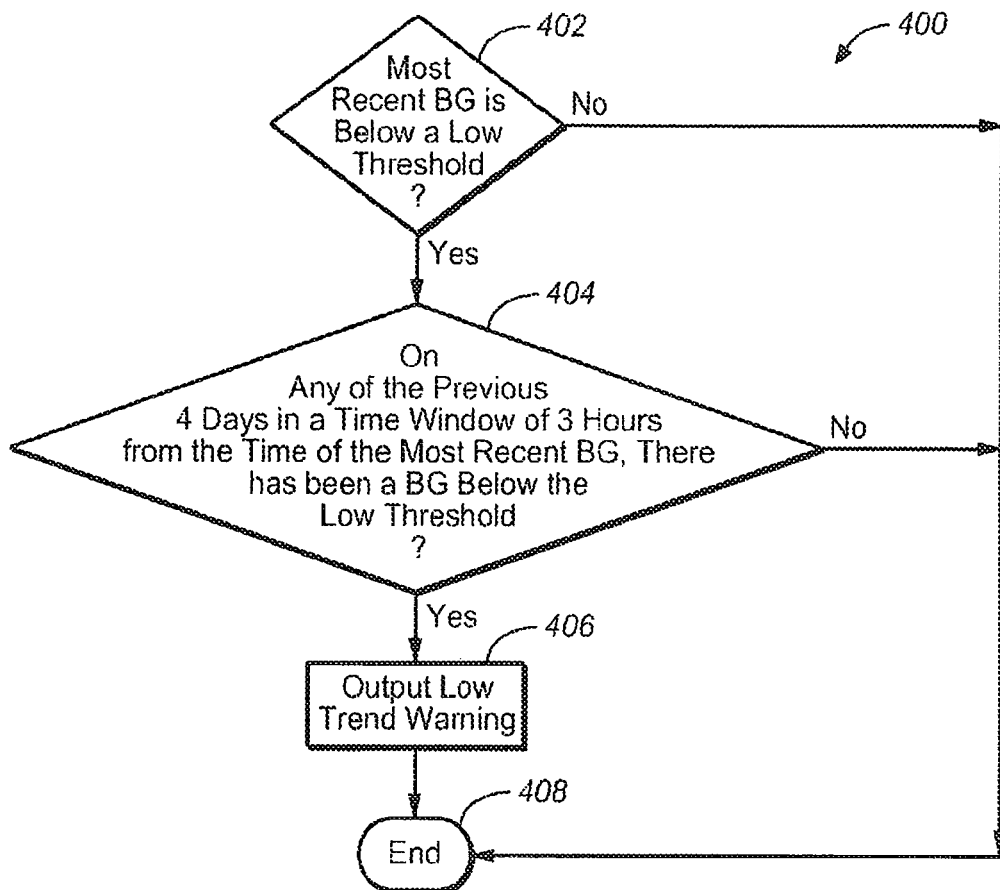 402
400
Most
Recent BG is
Below a Low
Threshold
?
No
Yes
404
On
Any of the Previous
4 Days in a Time Window of 3 Hours
from the Time of the Most Recent BG, There
has been a BG Below the
Low Threshold
?
No
Yes
406
Output Low
Trend Warning
408
End